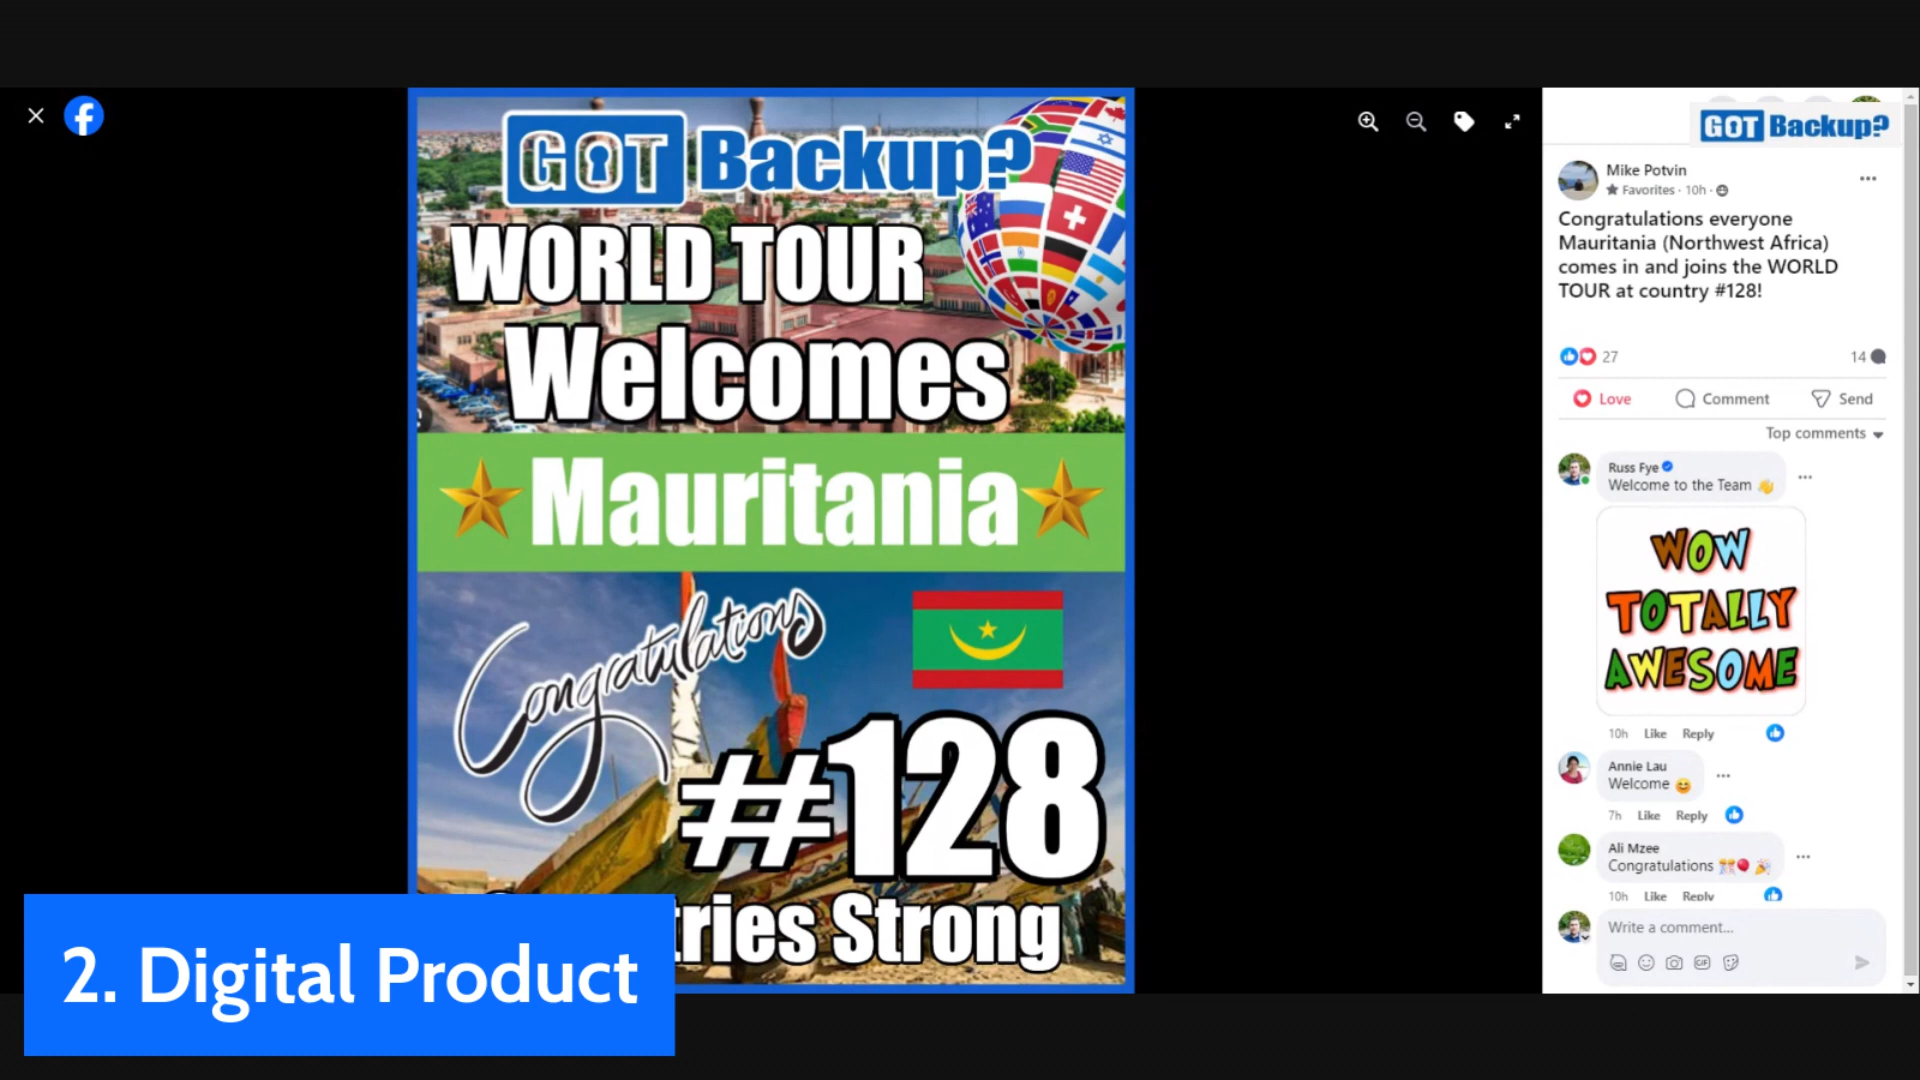 GOT Backup?
WORLD TOUR
Welcomes
Mauritania
Congratulations
#128
tries Strong
2. Digital Product
GOT Backup?
Mike Potvin
Favorites · 10h ·
Congratulations everyone
Mauritania (Northwest Africa)
comes in and joins the WORLD
TOUR at country #128!
27
14
Love
Comment
Send
Top comments
Russ Fye
Welcome to the Team 👋
WOW
TOTALLY
AWESOME
10h Like Reply
Annie Lau
Welcome 😊
7h Like Reply
Ali Mzee
Congratulations 🎊🎈🎉
10h Like Reply
Write a comment...
GIF